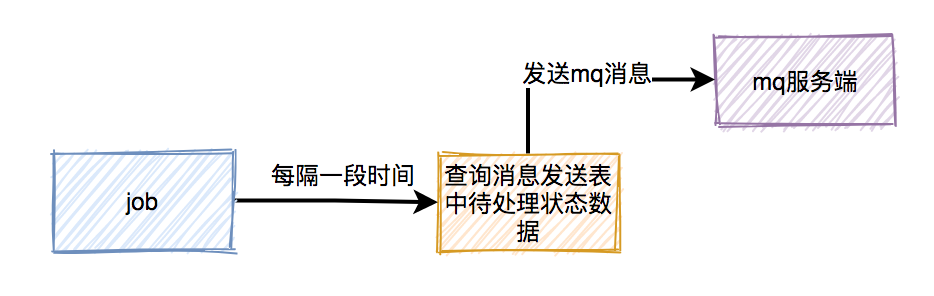 发送mq消息
mq服务端
job
每隔一段时间
查询消息发送表
中待处理状态数
据